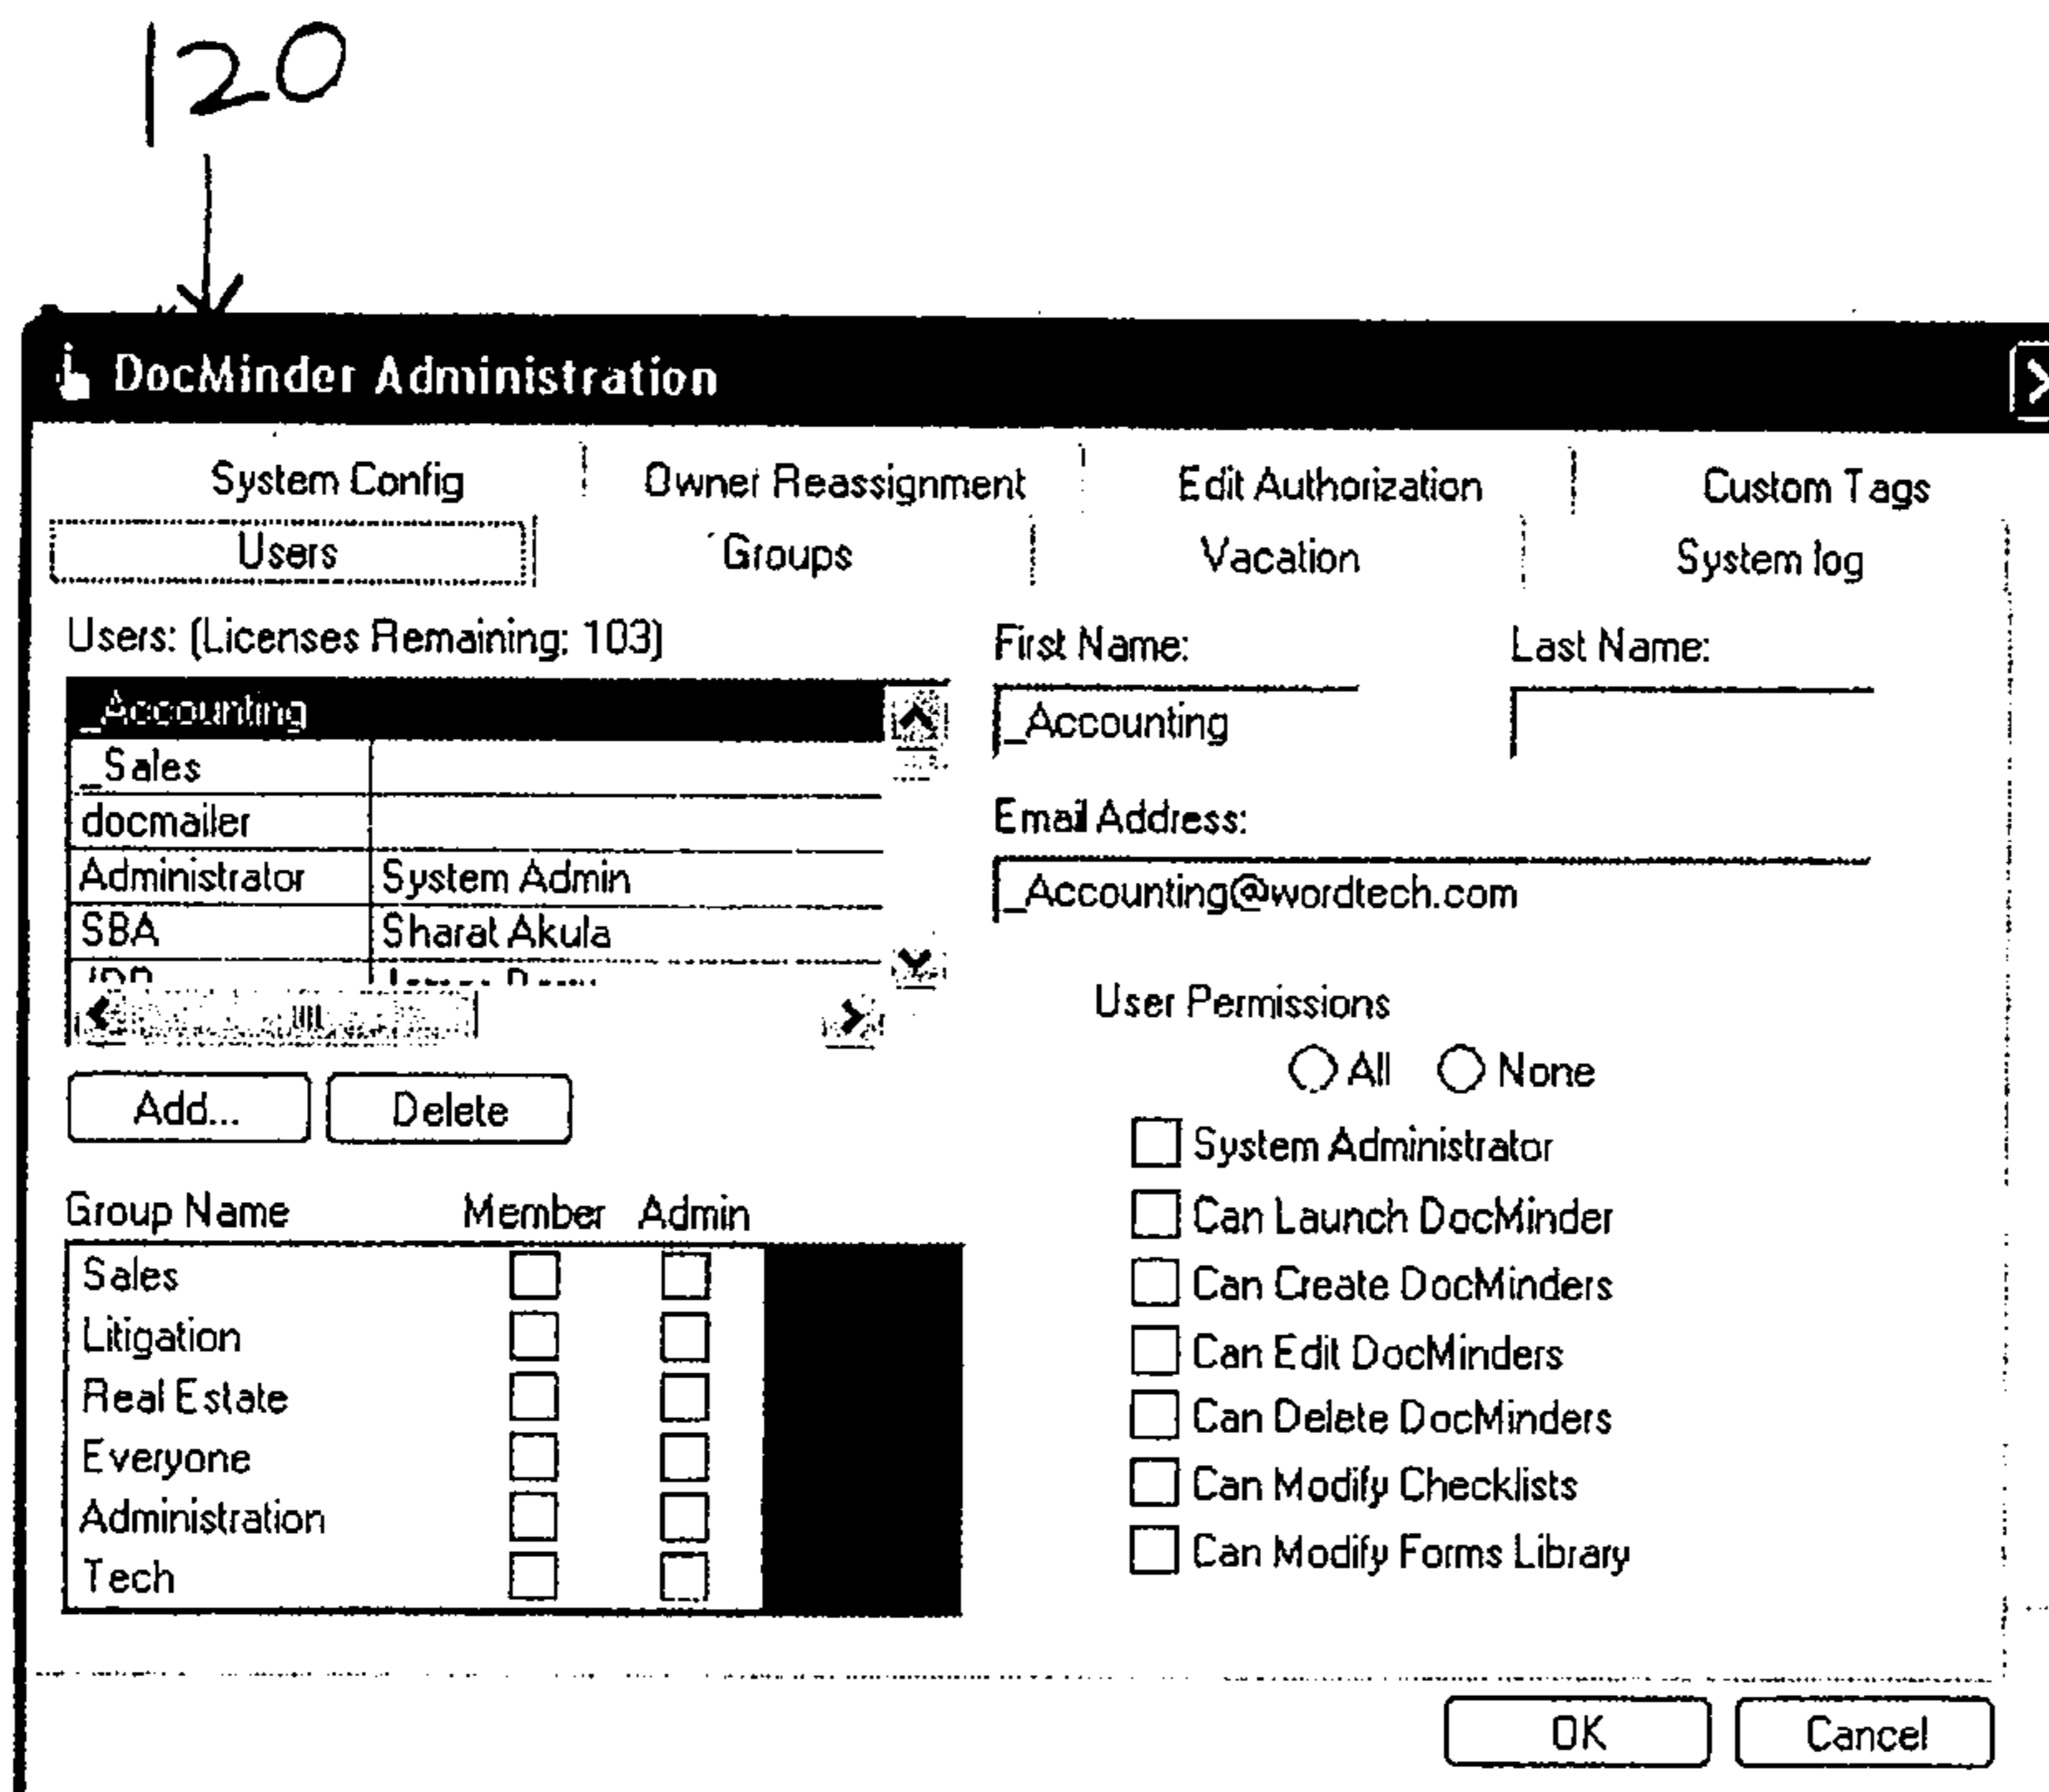 120
DocMinder Administration
System Config Owner Reassignment Edit Authorization Custom Tags
Users Groups Vacation System log
Users: (Licenses Remaining: 103)
_Accounting
_Sales
docmailer
Administrator System Admin
SBA Sharat Akula
Add... Delete
Group Name Member Admin
Sales
Litigation
Real Estate
Everyone
Administration
Tech
First Name: Last Name:
_Accounting
Email Address:
_Accounting@wordtech.com
User Permissions
All None
System Administrator
Can Launch DocMinder
Can Create DocMinders
Can Edit DocMinders
Can Delete DocMinders
Can Modify Checklists
Can Modify Forms Library
OK Cancel